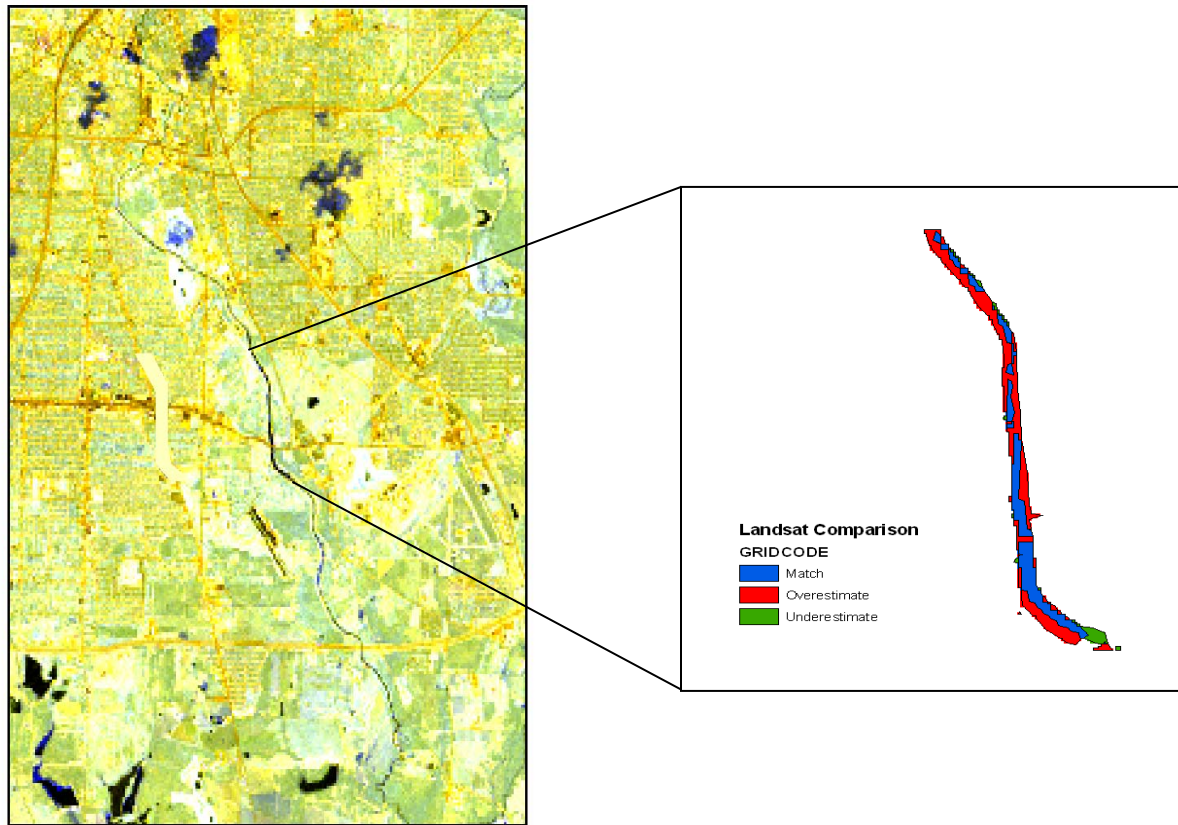 Landsat Comparison
GRIDCODE
Match
Overestimate
Underestimate